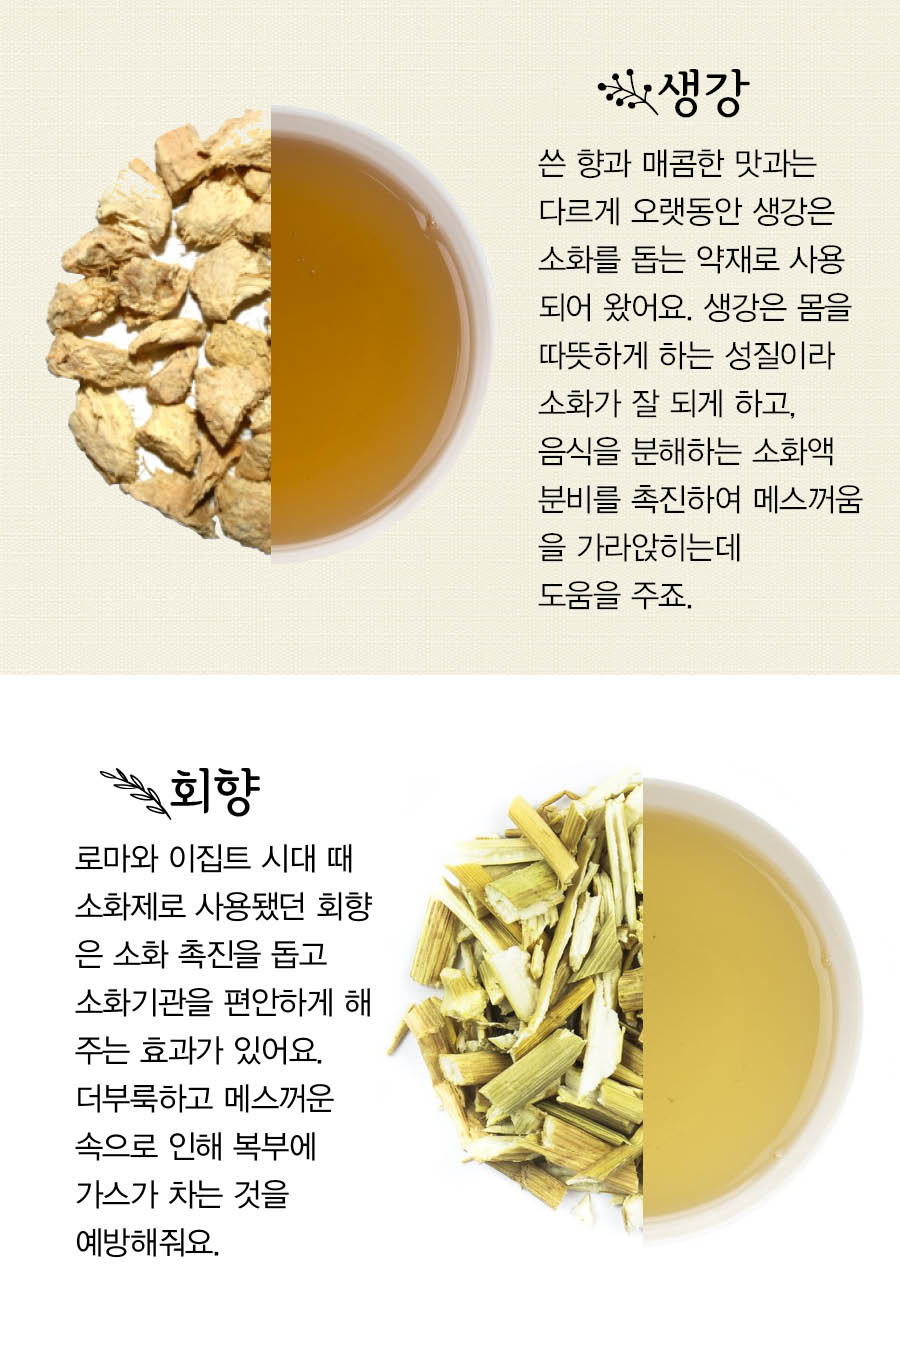 생강
쓴 향과 매콤한 맛과는
다르게 오랫동안 생강은
소화를 돕는 약재로 사용
되어 왔어요. 생강은 몸을
따뜻하게 하는 성질이라
소화가 잘 되게 하고,
음식을 분해하는 소화액
분비를 촉진하여 메스꺼움
을 가라앉히는데
도움을 주죠.
회향
로마와 이집트 시대 때
소화제로 사용됐던 회향
은 소화 촉진을 돕고
소화기관을 편안하게 해
주는 효과가 있어요.
더부룩하고 메스꺼운
속으로 인해 복부에
가스가 차는 것을
예방해줘요.